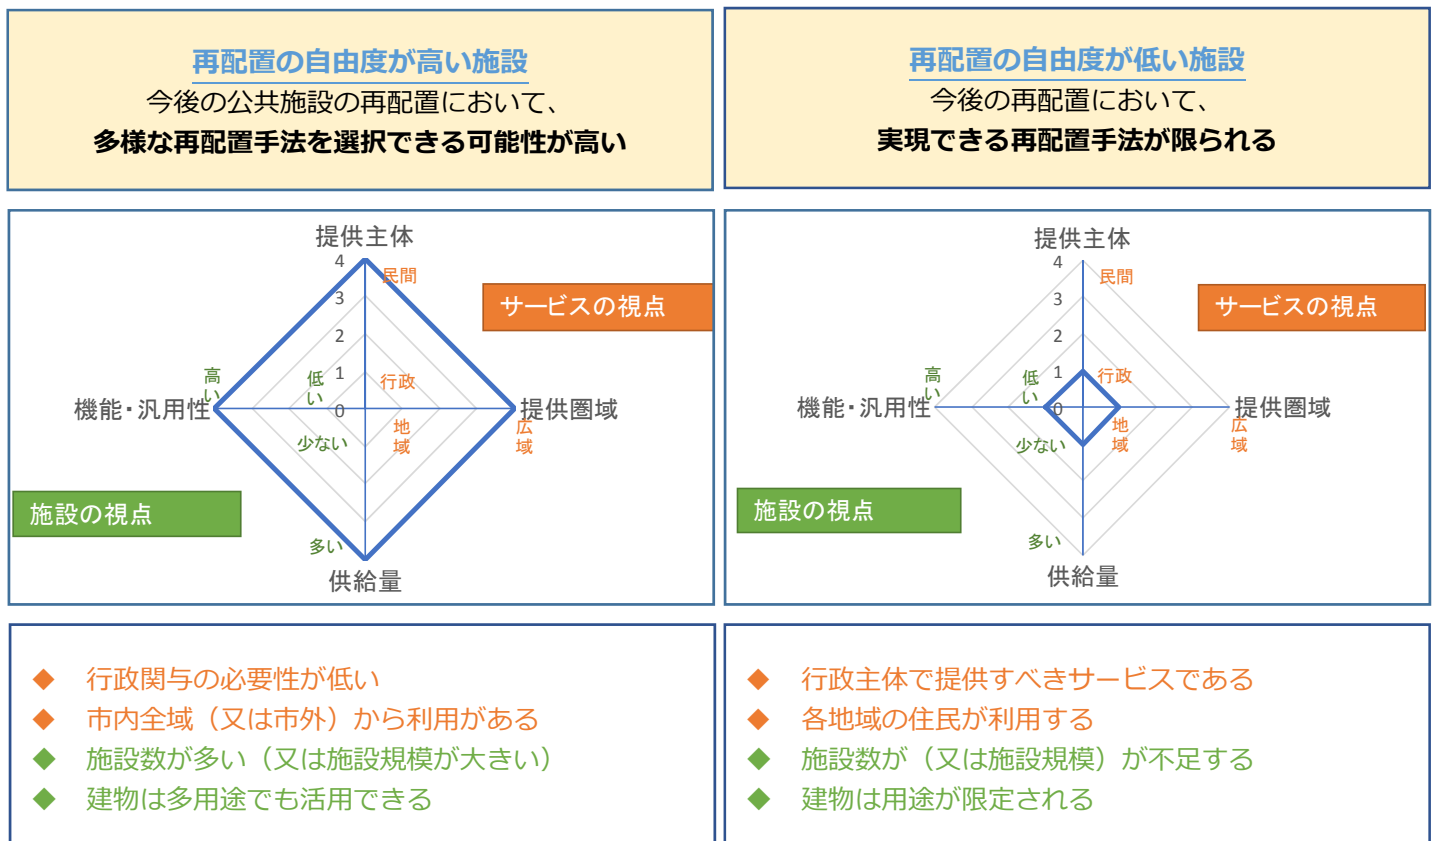 再配置の自由度が高い施設
今後の公共施設の再配置において、
多様な再配置手法を選択できる可能性が高い
再配置の自由度が低い施設
今後の再配置において、
実現できる再配置手法が限られる
提供主体
4
民間
3
サービスの視点
2
高い
低い
1
行政
機能・汎用性
0
提供圏域
少ない
地域
広域
施設の視点
多い
供給量
提供主体
4
民間
3
サービスの視点
2
高い
低い
1
行政
機能・汎用性
0
提供圏域
少ない
地域
広域
施設の視点
多い
供給量
◆ 行政関与の必要性が低い
◆ 市内全域（又は市外）から利用がある
◆ 施設数が多い（又は施設規模が大きい）
◆ 建物は多用途でも活用できる
◆ 行政主体で提供すべきサービスである
◆ 各地域の住民が利用する
◆ 施設数が（又は施設規模）が不足する
◆ 建物は用途が限定される